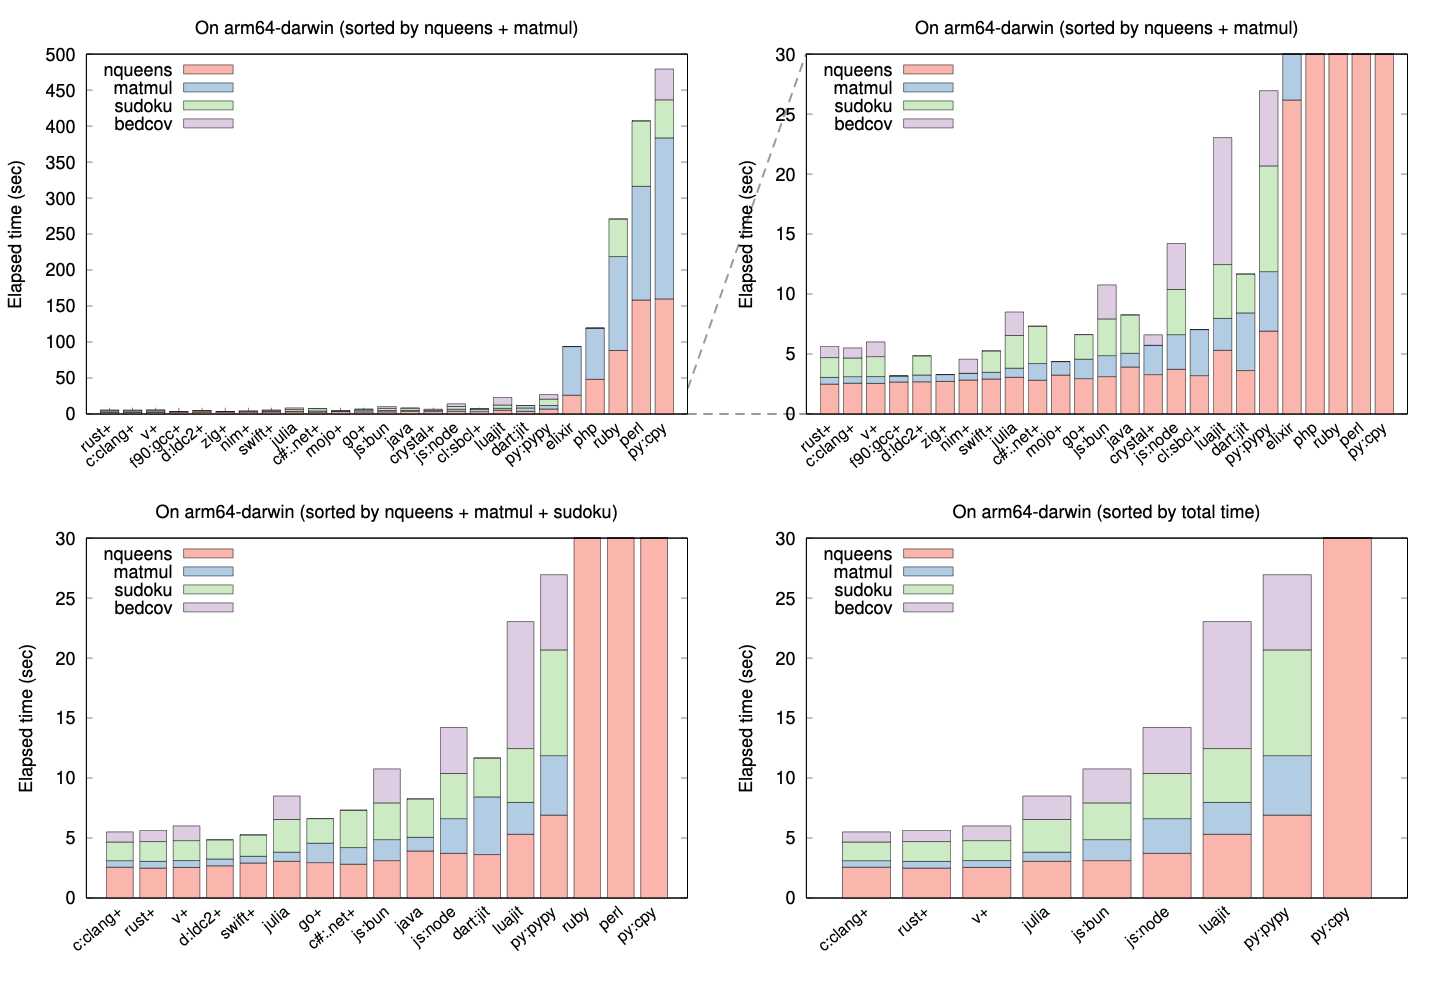 On arm64-darwin (sorted by nqueens + matmul)
500
450
400
350
300
250
200
150
100
50
0
Elapsed time (sec)
nqueens
matmul
sudoku
bedcov
rust+
c:clang+
v+
f90:gcc+
d:ldc2+
zig+
nim+
swift+
julia
c#:.net+
mojo+
go+
js:bun
java
crystal+
js:node
cl:sbcl+
luajit
dart:jit
py:pypy
elixir
php
ruby
perl
py:cpy
On arm64-darwin (sorted by nqueens + matmul)
30
25
20
15
10
5
0
Elapsed time (sec)
nqueens
matmul
sudoku
bedcov
rust+
c:clang+
v+
f90:gcc+
d:ldc2+
zig+
nim+
swift+
julia
c#:.net+
mojo+
go+
js:bun
java
crystal+
js:node
cl:sbcl+
luajit
dart:jit
py:pypy
elixir
php
ruby
perl
py:cpy
On arm64-darwin (sorted by nqueens + matmul + sudoku)
30
25
20
15
10
5
0
Elapsed time (sec)
nqueens
matmul
sudoku
bedcov
c:clang+
rust+
v+
d:ldc2+
swift+
julia
go+
c#:.net+
js:bun
java
js:node
dart:jit
luajit
py:pypy
ruby
perl
py:cpy
On arm64-darwin (sorted by total time)
30
25
20
15
10
5
0
Elapsed time (sec)
nqueens
matmul
sudoku
bedcov
c:clang+
rust+
v+
julia
js:bun
js:node
luajit
py:pypy
py:cpy